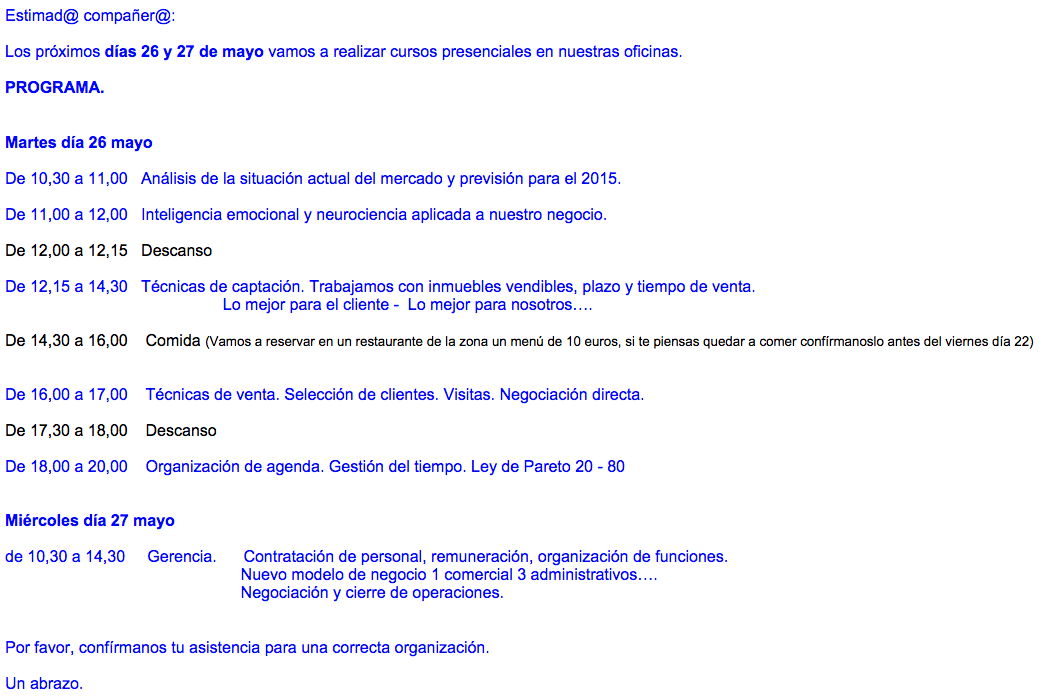 Estimad@ compañer@:
Los próximos días 26 y 27 de mayo vamos a realizar cursos presenciales en nuestras oficinas.
PROGRAMA.
Martes día 26 mayo
De 10,30 a 11,00 Análisis de la situación actual del mercado y previsión para el 2015.
De 11,00 a 12,00 Inteligencia emocional y neurociencia aplicada a nuestro negocio.
De 12,00 a 12,15 Descanso
De 12,15 a 14,30 Técnicas de captación. Trabajamos con inmuebles vendibles, plazo y tiempo de venta.
Lo mejor para el cliente - Lo mejor para nosotros….
De 14,30 a 16,00 Comida (Vamos a reservar en un restaurante de la zona un menú de 10 euros, si te piensas quedar a comer confírmanoslo antes del viernes día 22)
De 16,00 a 17,00 Técnicas de venta. Selección de clientes. Visitas. Negociación directa.
De 17,30 a 18,00 Descanso
De 18,00 a 20,00 Organización de agenda. Gestión del tiempo. Ley de Pareto 20 - 80
Miércoles día 27 mayo
de 10,30 a 14,30 Gerencia. Contratación de personal, remuneración, organización de funciones.
Nuevo modelo de negocio 1 comercial 3 administrativos….
Negociación y cierre de operaciones.
Por favor, confírmanos tu asistencia para una correcta organización.
Un abrazo.